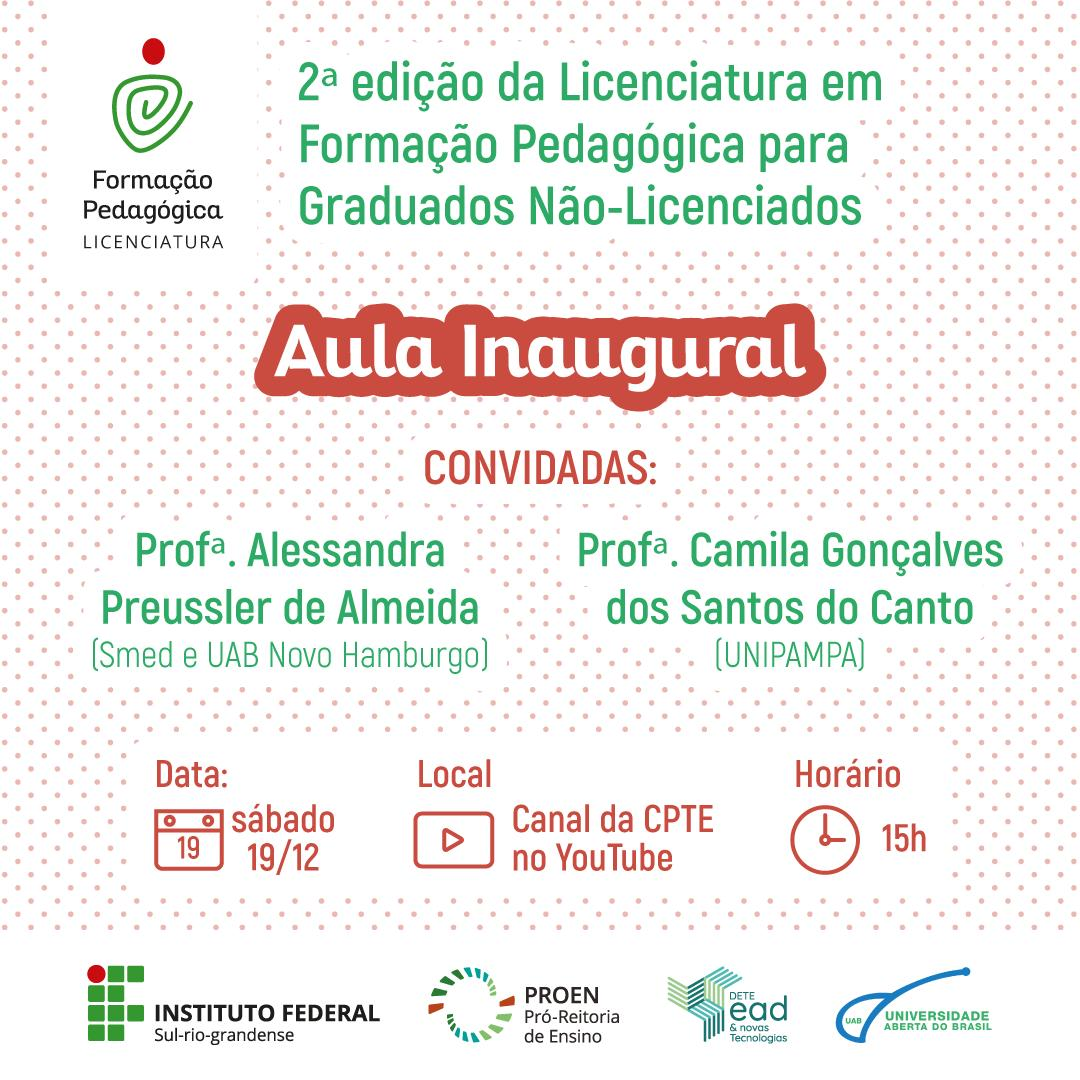 Formação
Pedagógica
LICENCIATURA
2ª edição da Licenciatura em
Formação Pedagógica para
Graduados Não-Licenciados
Aula Inaugural
CONVIDADAS:
Profª. Alessandra
Preussler de Almeida
(Smed e UAB Novo Hamburgo)
Profª. Camila Gonçalves
dos Santos do Canto
(UNIPAMPA)
Data:
19
sábado
19/12
Local
Canal da CPTE
no YouTube
Horário
15h
INSTITUTO FEDERAL
Sul-rio-grandense
PROEN
Pró-Reitoria
de Ensino
DETE
ead
& novas
Tecnologias
UAB
UNIVERSIDADE
ABERTA DO BRASIL